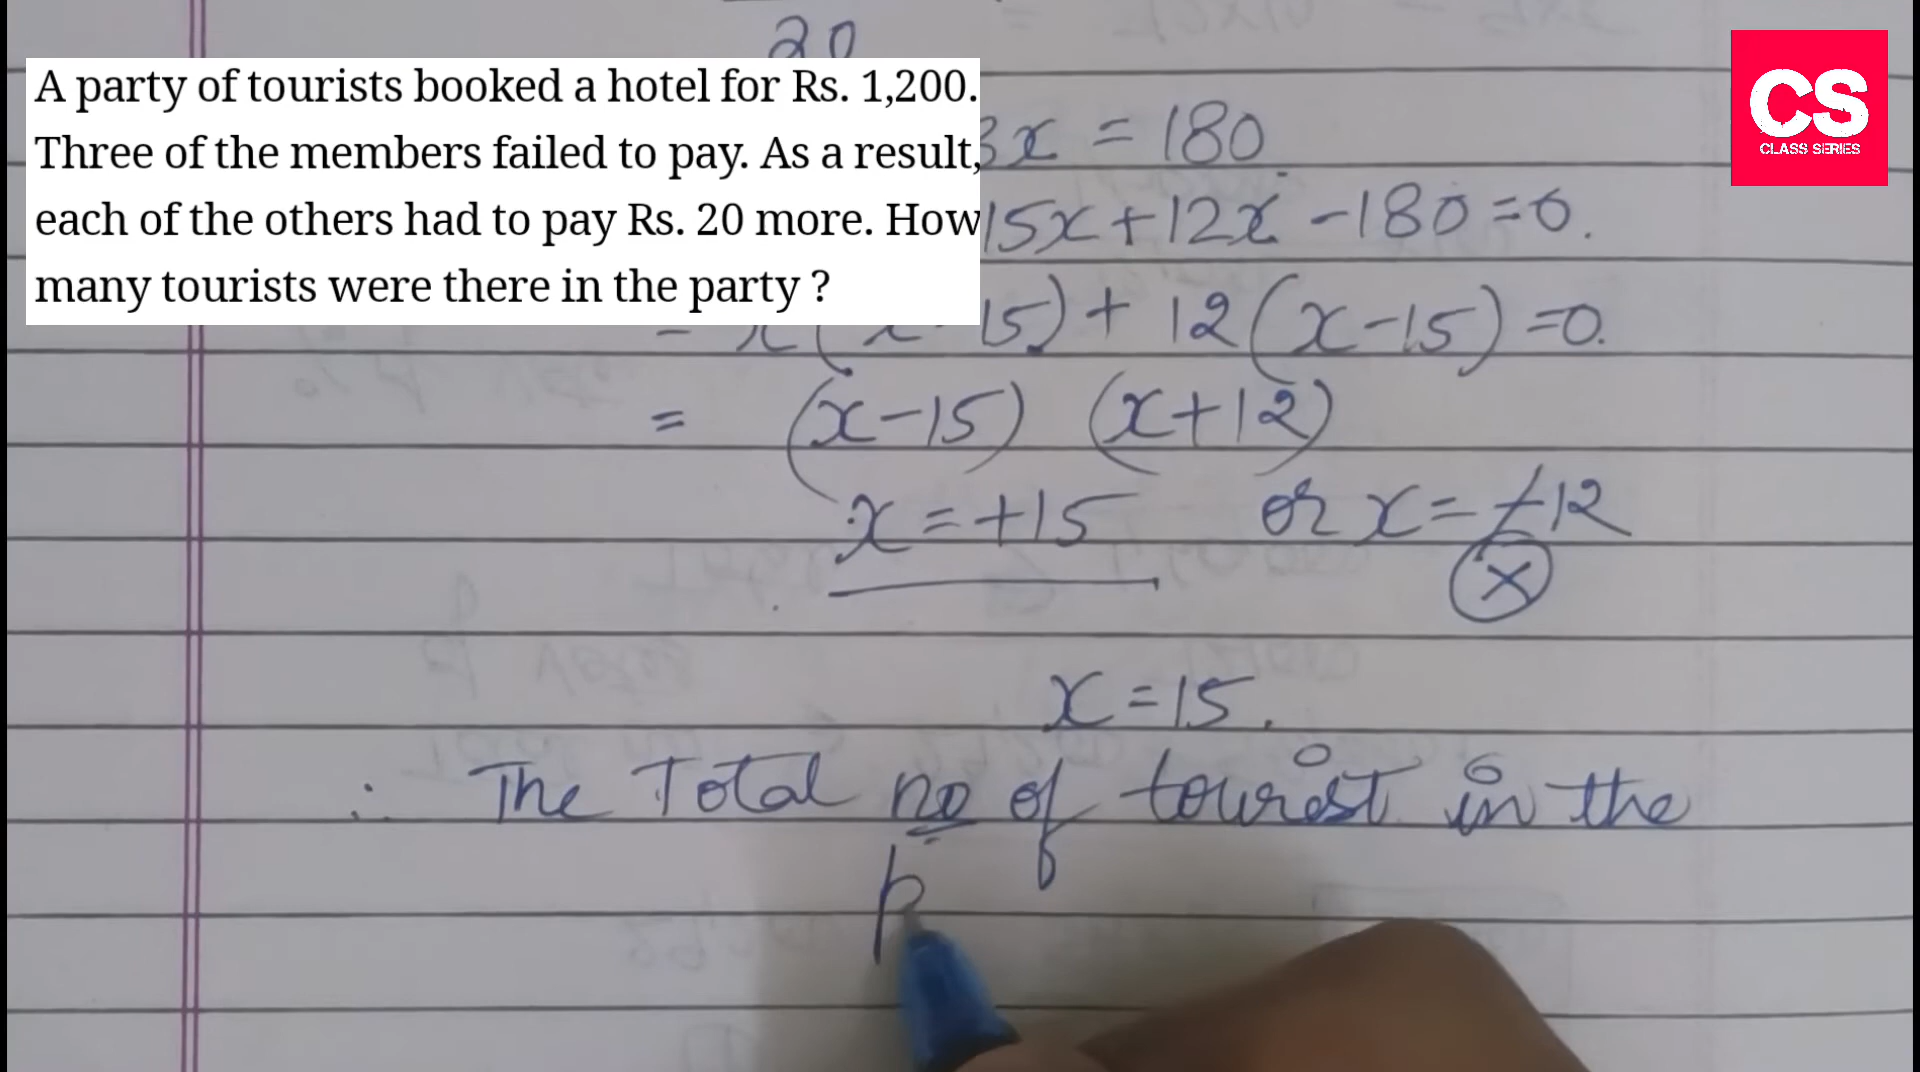 20
A party of tourists booked a hotel for Rs. 1,200.
Three of the members failed to pay. As a result,
each of the others had to pay Rs. 20 more. How
many tourists were there in the party ?
CS
CLASS SERIES
3x = 180
15x + 12x - 180 = 0.
- x(x - 15) + 12(x - 15) = 0.
= (x - 15) (x + 12)
x = +15 or x = -12
x
x = 15.
∴ The Total no of tourist in the
p